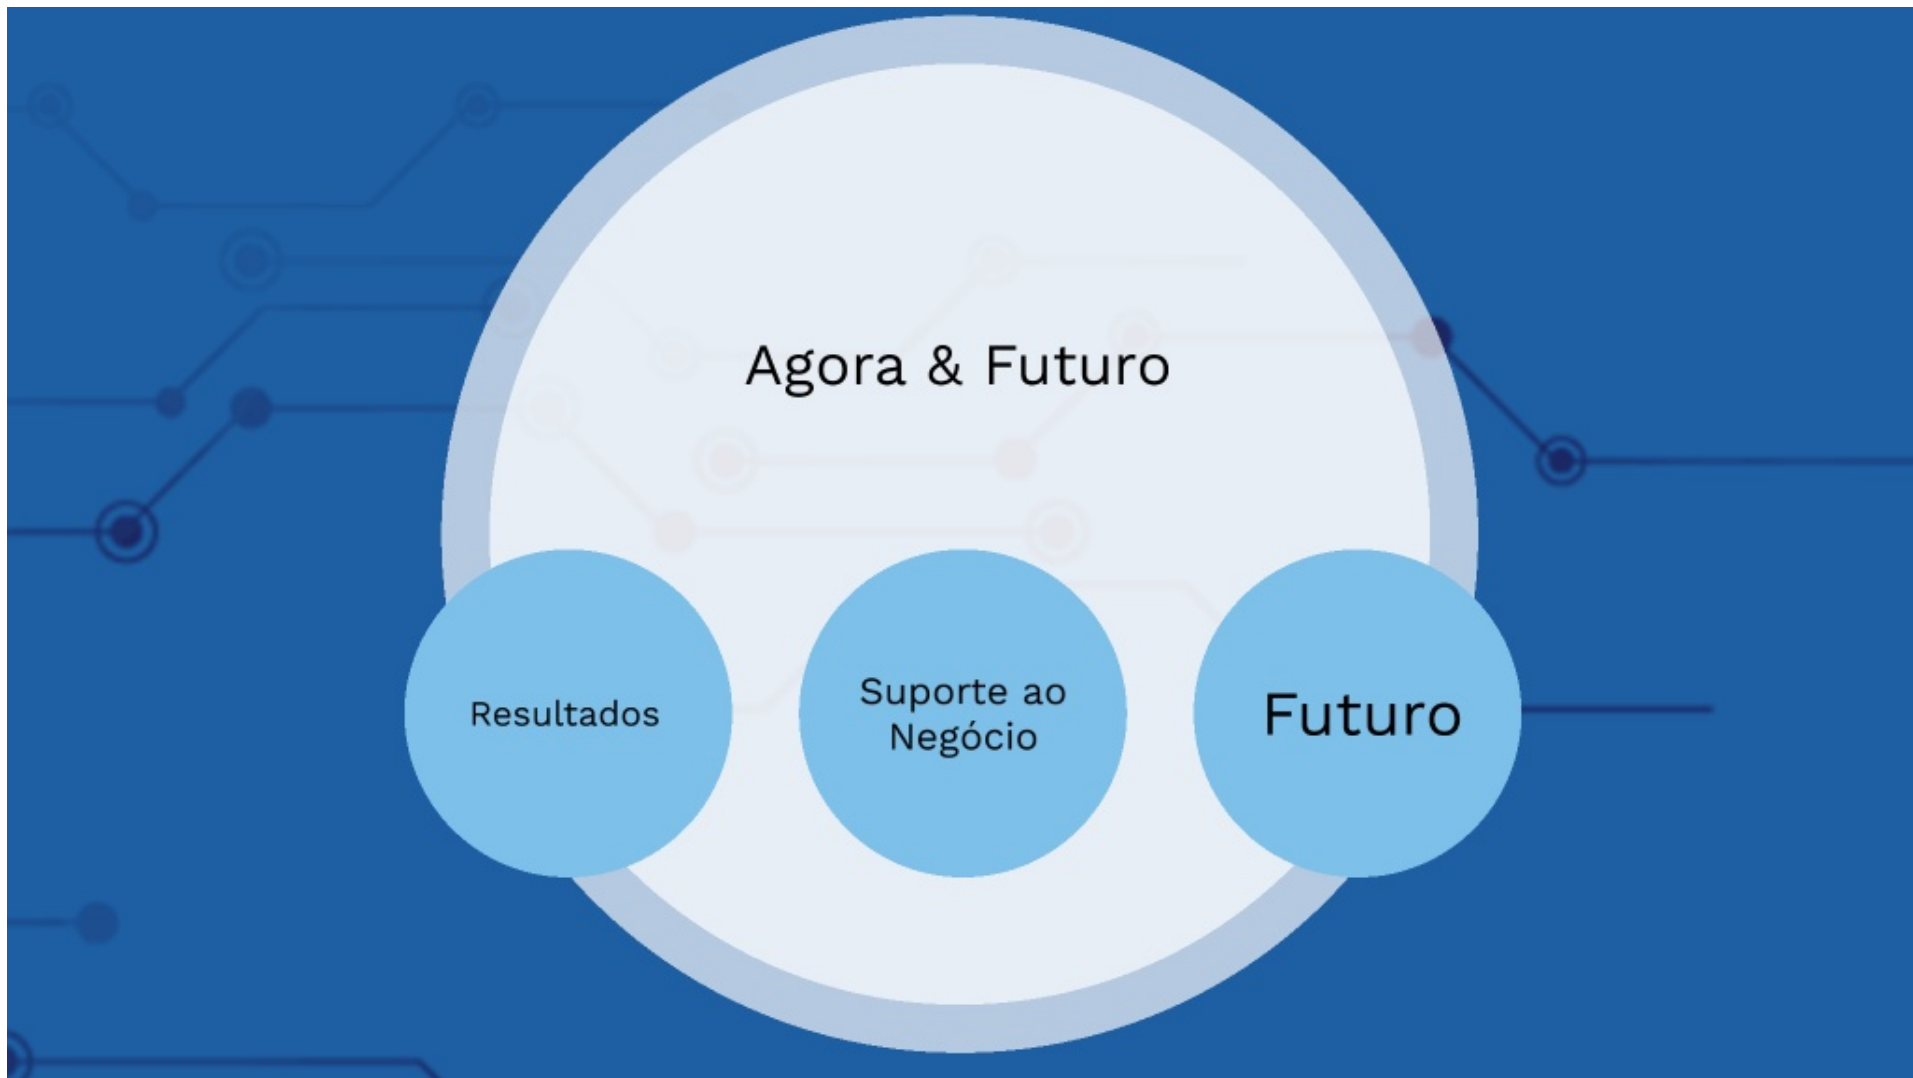 Agora & Futuro
Resultados
Suporte ao
Negócio
Futuro